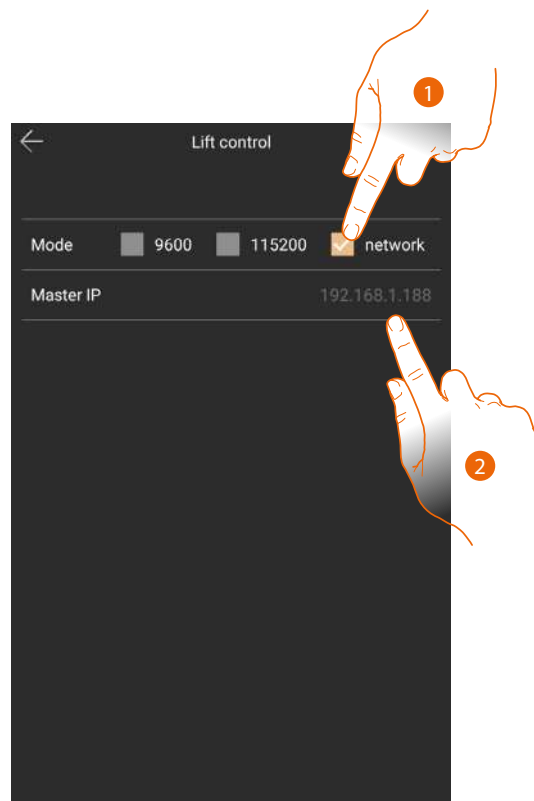 1
Lift control
Mode 9600 115200 network
Master IP 192.168.1.188
2